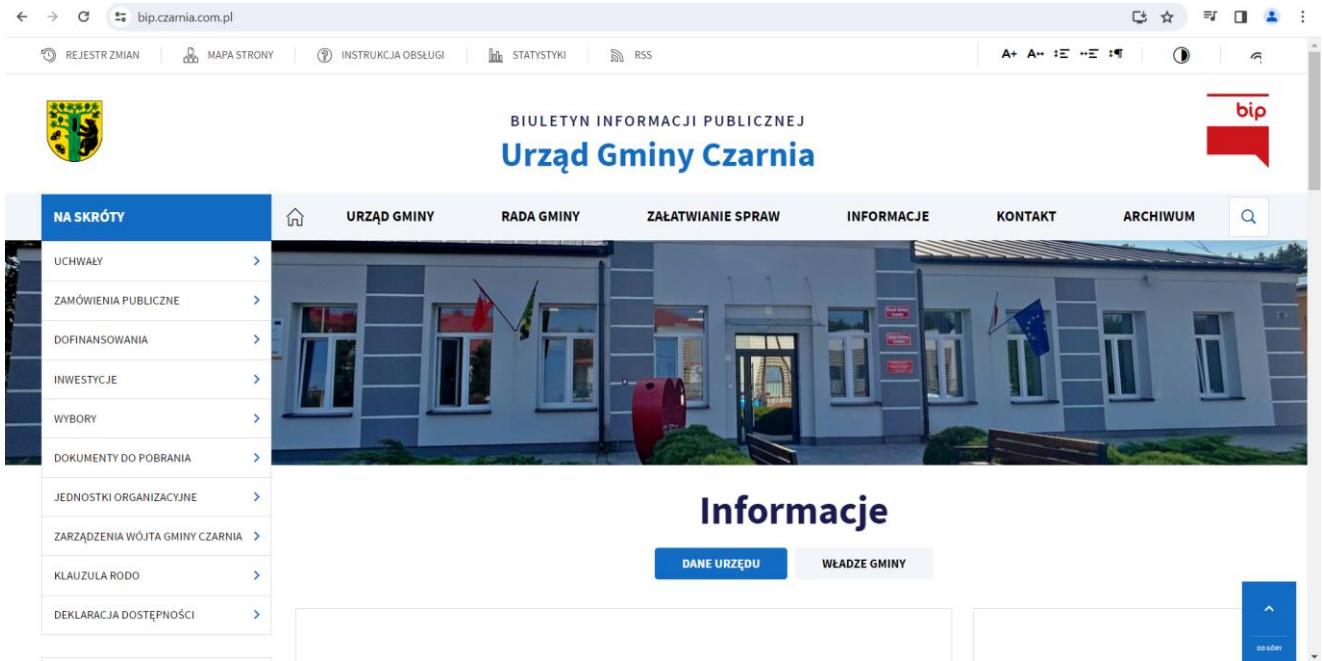 bip.czarnia.com.pl
REJESTR ZMIAN MAPA STRONY INSTRUKCJA OBSŁUGI STATYSTYKI RSS A+ A
BIULETYN INFORMACJI PUBLICZNEJ
Urząd Gminy Czarnia
bip
NA SKRÓTY URZĄD GMINY RADA GMINY ZAŁATWIANIE SPRAW INFORMACJE KONTAKT ARCHIWUM
UCHWAŁY
ZAMÓWIENIA PUBLICZNE
DOFINANSOWANIA
INWESTYCJE
WYBORY
DOKUMENTY DO POBRANIA
JEDNOSTKI ORGANIZACYJNE
ZARZĄDZENIA WÓJTA GMINY CZARNIA
KLAUZULA RODO
DEKLARACJA DOSTĘPNOŚCI
Informacje
DANE URZĘDU WŁADZE GMINY
DO GÓRY